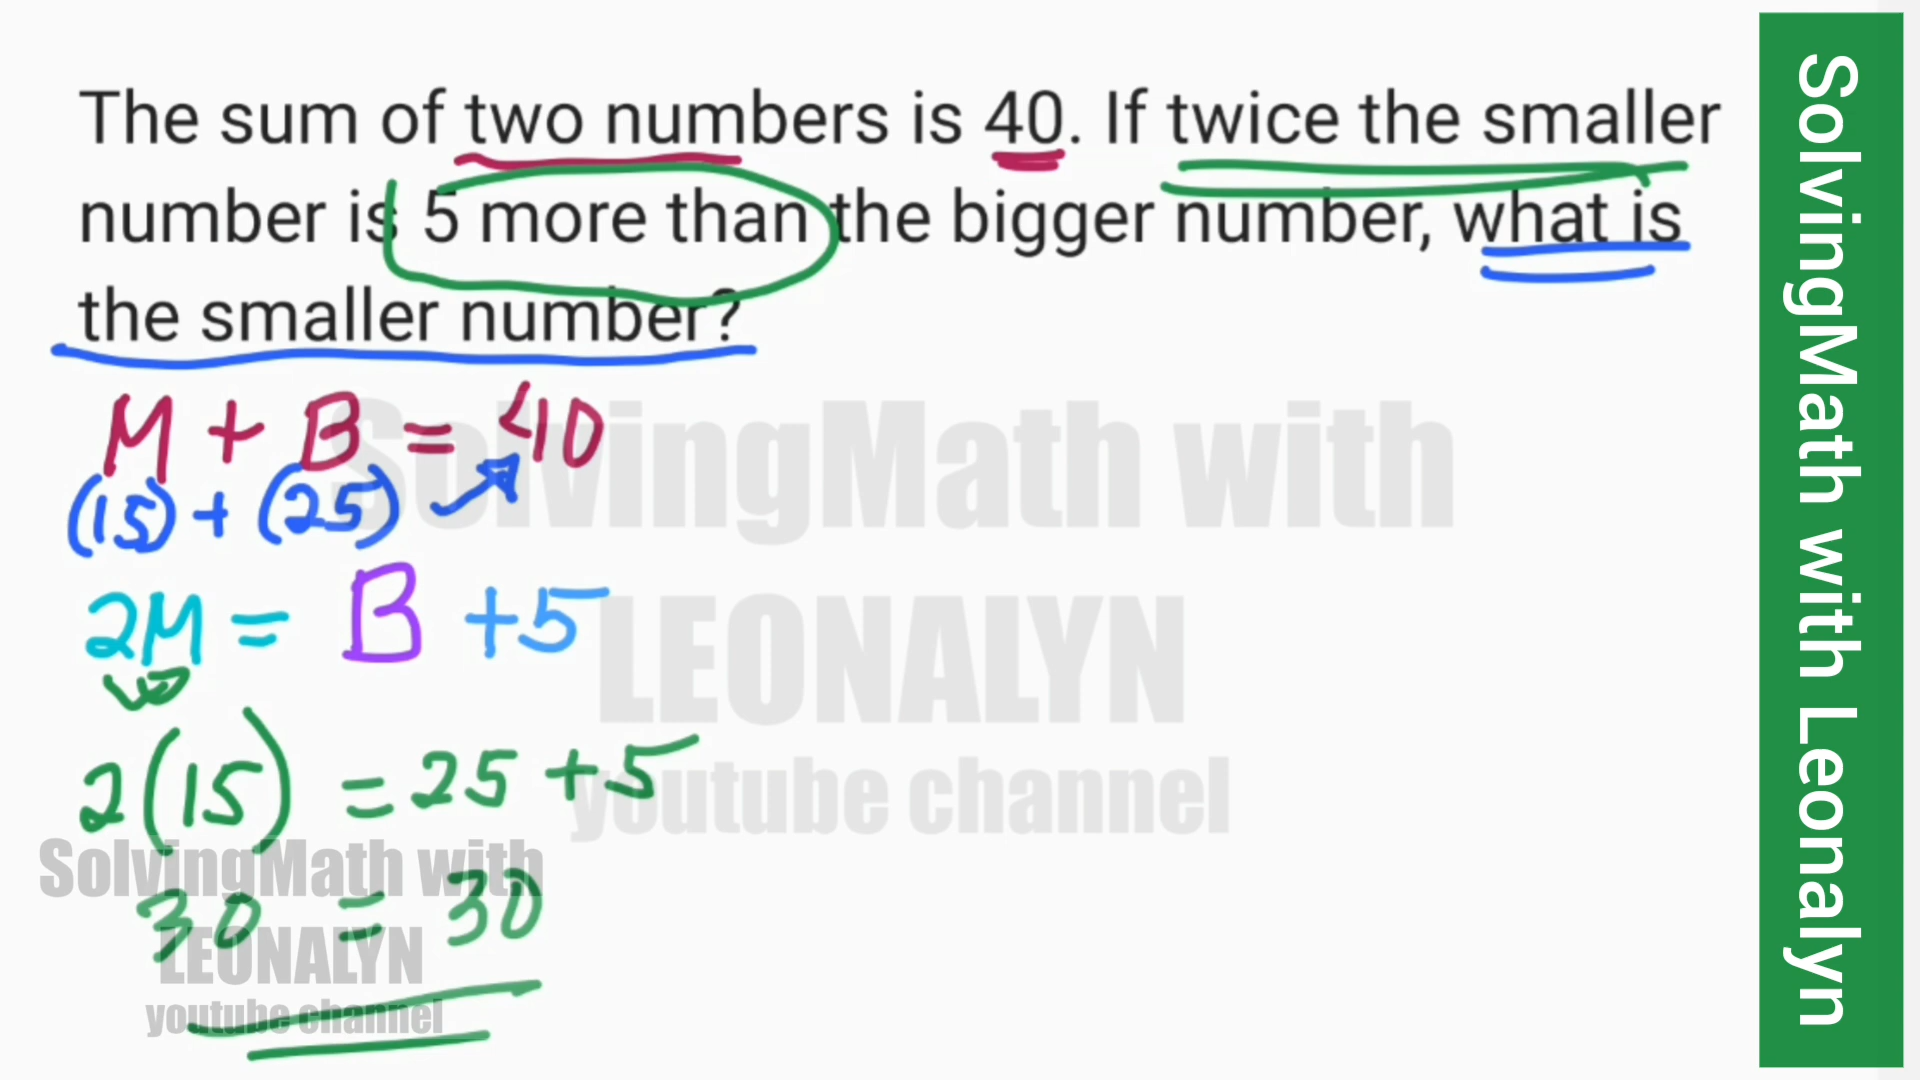 The sum of two numbers is 40. If twice the smaller
number is 5 more than the bigger number, what is
the smaller number?
M + B = 40
(15) + (25)
2M = B + 5
2(15) = 25 + 5
30 = 30
SolvingMath with
LEONALYN
youtube channel
SolvingMath with
LEONALYN
youtube channel
SolvingMath with Leonalyn